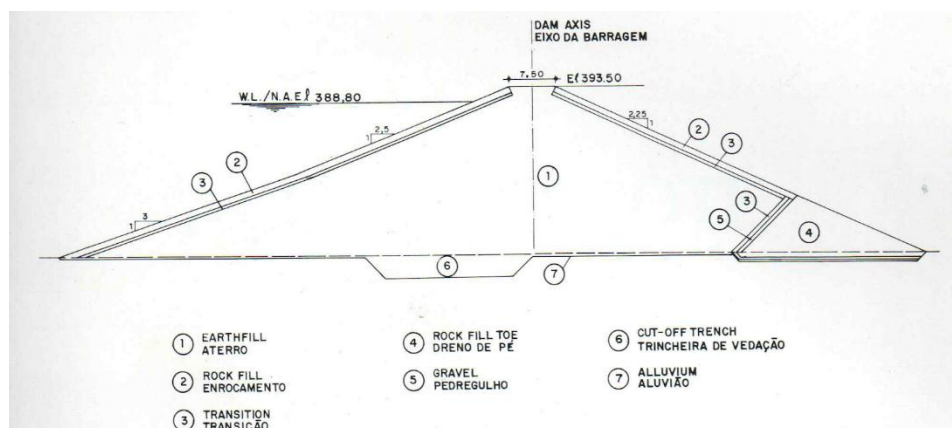 DAM AXIS
EIXO DA BARRAGEM
7.50
El 393.50
W.L./N.A.El 388,80
2,5
1
2,25
1
2
3
2
3
3
1
1
3
5
4
6
7
1 EARTHFILL
ATERRO
2 ROCK FILL
ENROCAMENTO
3 TRANSITION
TRANSIÇÃO
4 ROCK FILL TOE
DRENO DE PÉ
5 GRAVEL
PEDREGULHO
6 CUT-OFF TRENCH
TRINCHEIRA DE VEDAÇÃO
7 ALLUVIUM
ALUVIÃO